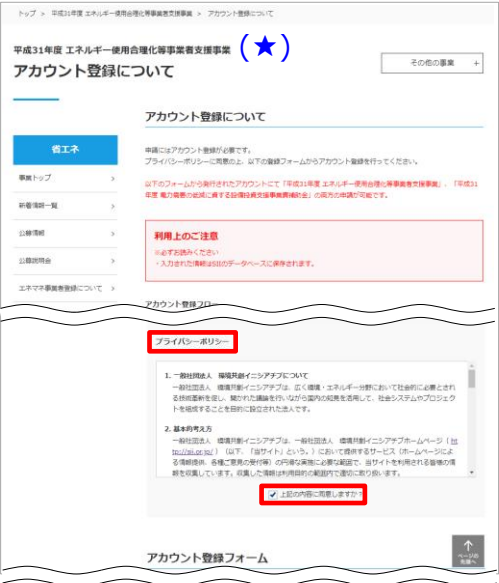 トップ > 平成31年度 エネルギー使用合理化等事業者支援事業 > アカウント登録について
平成31年度 エネルギー使用合理化等事業者支援事業 (★)
アカウント登録について
その他の事業 +
アカウント登録について
省エネ
事業トップ >
新着情報一覧 >
公募情報 >
公募説明会 >
エネマネ事業者登録について >
申請にはアカウント登録が必要です。
プライバシーポリシーに同意の上、以下の登録フォームからアカウント登録を行ってください。
以下のフォームから発行されたアカウントにて「平成31年度 エネルギー使用合理化等事業者支援事業」、「平成31
年度 電力需要の低減に資する設備投資支援事業費補助金」の両方の申請が可能です。
利用上のご注意
※必ずお読みください
・入力された情報はSIIのデータベースに保存されます。
アカウント登録フロー
プライバシーポリシー
1. 一般社団法人 環境共創イニシアチブについて
一般社団法人 環境共創イニシアチブは、広く環境・エネルギー分野において社会的に必要とされ
る技術革新を促し、開かれた議論を行いながら国内の知見を活用して、社会システムやプロジェク
トを組成することを目的に設立された法人です。
2. 基本的考え方
一般社団法人 環境共創イニシアチブは、一般社団法人 環境共創イニシアチブホームページ（ ht
tp://sii.or.jp/ ）（以下、「当サイト」という。）において提供するサービス（ホームページによ
る情報提供、各種ご意見の受付等）の円滑な実施に必要な範囲で、当サイトを利用される皆様の情
報を収集しています。収集した情報は利用目的の範囲内で適切に取り扱います。
上記の内容に同意しますか？
アカウント登録フォーム
ページの
先頭へ